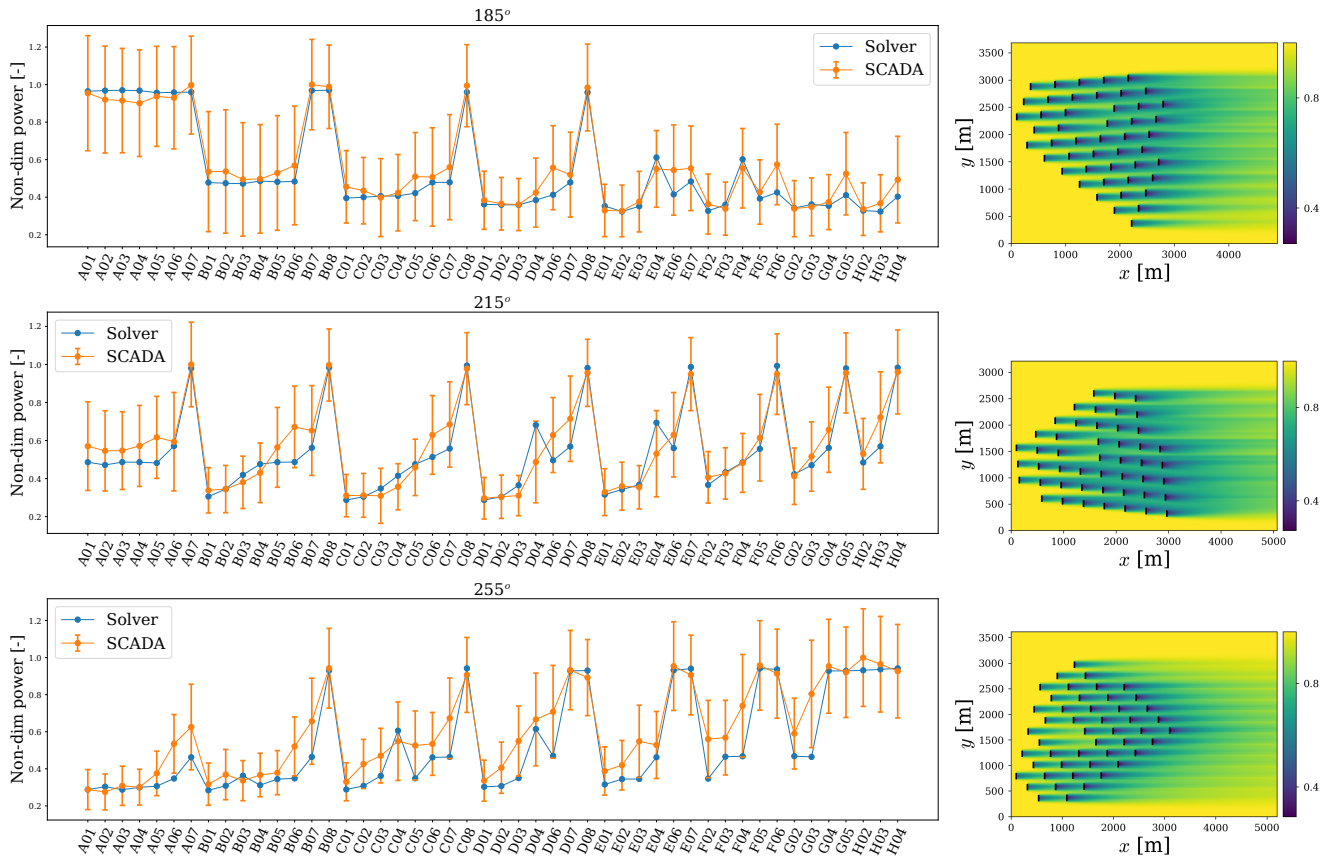 185°
Non-dim power [-]
1.2
1.0
0.8
0.6
0.4
0.2
Solver
SCADA
A01 A02 A03 A04 A05 A06 A07 B01 B02 B03 B04 B05 B06 B07 B08 C01 C02 C03 C04 C05 C06 C07 C08 D01 D02 D03 D04 D06 D07 D08 E01 E02 E03 E04 E06 E07 F02 F03 F04 F05 F06 G02 G03 G04 G05 H02 H03 H04
y [m]
3500
3000
2500
2000
1500
1000
500
0
0 1000 2000 3000 4000
x [m]
0.8
0.4
215°
Non-dim power [-]
1.2
1.0
0.8
0.6
0.4
0.2
Solver
SCADA
A01 A02 A03 A04 A05 A06 A07 B01 B02 B03 B04 B05 B06 B07 B08 C01 C02 C03 C04 C05 C06 C07 C08 D01 D02 D03 D04 D06 D07 D08 E01 E02 E03 E04 E06 E07 F02 F03 F04 F05 F06 G02 G03 G04 G05 H02 H03 H04
y [m]
3000
2500
2000
1500
1000
500
0
0 1000 2000 3000 4000 5000
x [m]
0.8
0.4
255°
Non-dim power [-]
1.2
1.0
0.8
0.6
0.4
0.2
Solver
SCADA
A01 A02 A03 A04 A05 A06 A07 B01 B02 B03 B04 B05 B06 B07 B08 C01 C02 C03 C04 C05 C06 C07 C08 D01 D02 D03 D04 D06 D07 D08 E01 E02 E03 E04 E06 E07 F02 F03 F04 F05 F06 G02 G03 G04 G05 H02 H03 H04
y [m]
3500
3000
2500
2000
1500
1000
500
0
0 1000 2000 3000 4000 5000
x [m]
0.8
0.4